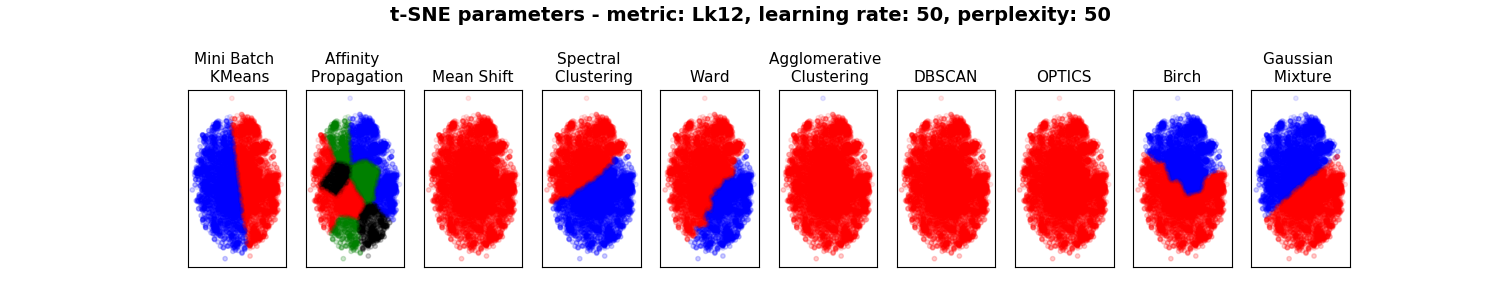 t-SNE parameters - metric: Lk12, learning rate: 50, perplexity: 50
Mini Batch
KMeans
Affinity
Propagation
Mean Shift
Spectral
Clustering
Ward
Agglomerative
Clustering
DBSCAN
OPTICS
Birch
Gaussian
Mixture